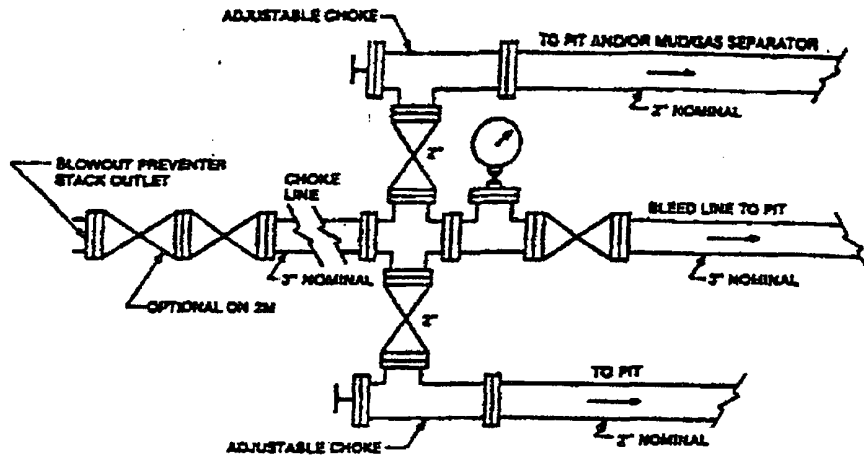 ADJUSTABLE CHOKE
TO PIT AND/OR MUD/GAS SEPARATOR
2" NOMINAL
2"
BLOWOUT PREVENTER
STACK OUTLET
CHOKE
LINE
BLEED LINE TO PIT
3" NOMINAL
3" NOMINAL
OPTIONAL ON 2M
2"
TO PIT
ADJUSTABLE CHOKE
2" NOMINAL